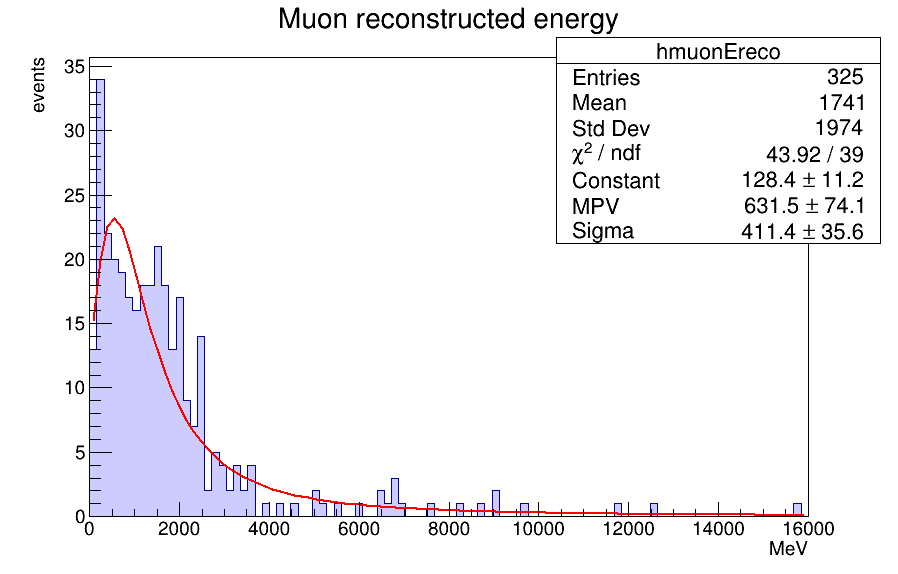 Muon reconstructed energy
hmuonEreco
Entries 325
Mean 1741
Std Dev 1974
χ² / ndf 43.92 / 39
Constant 128.4 ± 11.2
MPV 631.5 ± 74.1
Sigma 411.4 ± 35.6
events
35
30
25
20
15
10
5
0
0 2000 4000 6000 8000 10000 12000 14000 16000
MeV